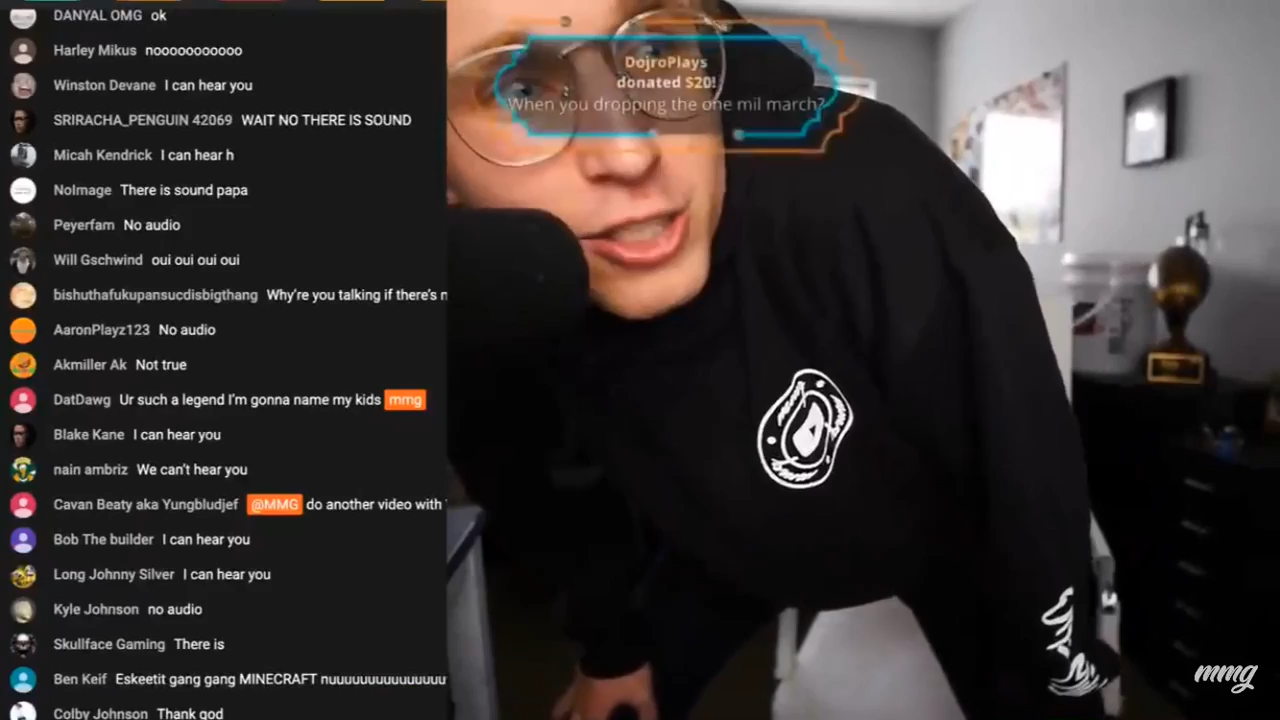 DANYAL OMG ok
Harley Mikus nooooooooooo
Winston Devane I can hear you
SRIRACHA_PENGUIN 42069 WAIT NO THERE IS SOUND
Micah Kendrick I can hear h
NoImage There is sound papa
Peyerfam No audio
Will Gschwind oui oui oui oui
bishuthafukupansucdisbigthang Why're you talking if there's n
AaronPlayz123 No audio
Akmiller Ak Not true
DatDawg Ur such a legend I'm gonna name my kids mmg
Blake Kane I can hear you
nain ambriz We can't hear you
Cavan Beaty aka Yungbludjef @MMG do another video with
Bob The builder I can hear you
Long Johnny Silver I can hear you
Kyle Johnson no audio
Skullface Gaming There is
Ben Keif Eskeetit gang gang MINECRAFT nuuuuuuuuuuuuuuu
Colby Johnson Thank god
DojroPlays
donated $20!
When you dropping the one mil march?
mmg